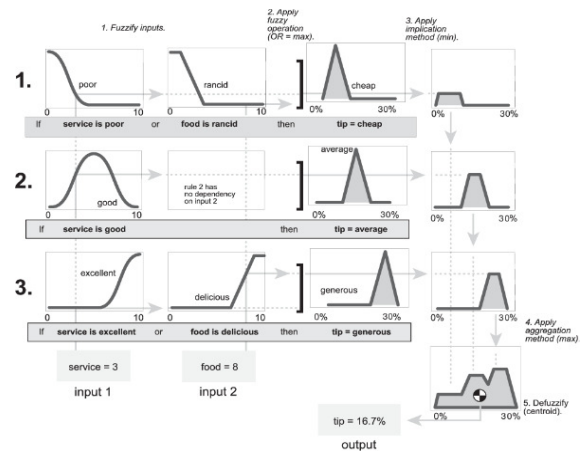 1. Fuzzify inputs.
2. Apply
fuzzy
operation
(OR = max).
3. Apply
implication
method (min).
1.
poor
0
10
rancid
0
10
cheap
0%
30%
0%
30%
If service is poor or food is rancid then tip = cheap
2.
good
0
10
rule 2 has
no dependency
on input 2
average
0%
30%
0%
30%
If service is good then tip = average
3.
excellent
0
10
delicious
0
10
generous
0%
30%
0%
30%
If service is excellent or food is delicious then tip = generous
4. Apply
aggregation
method (max)
service = 3
input 1
food = 8
input 2
0%
30%
5. Defuzzify
(centroid).
tip = 16.7%
output